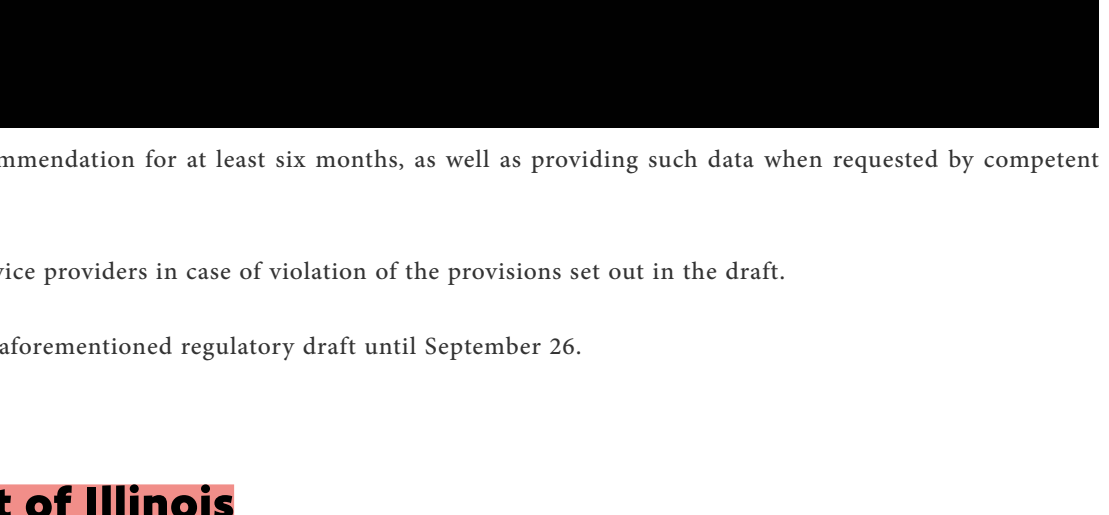 mmendation for at least six months, as well as providing such data when requested by competent
vice providers in case of violation of the provisions set out in the draft.
aforementioned regulatory draft until September 26.
t of Illinois